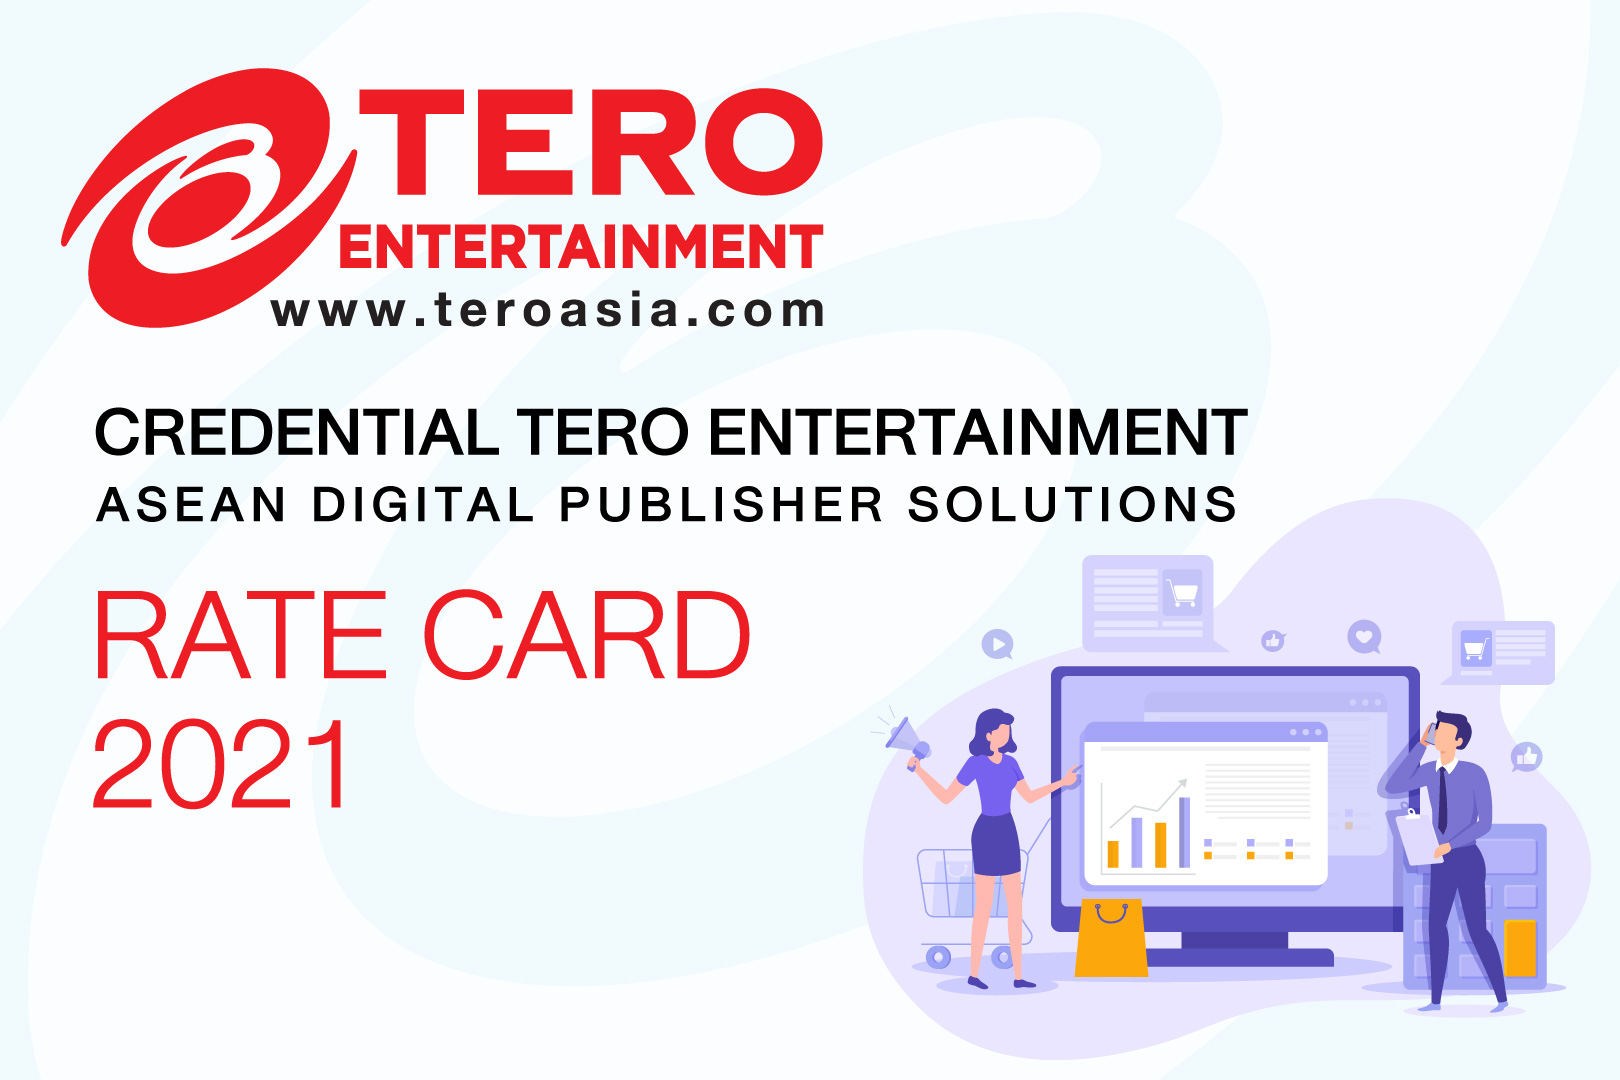 TERO
ENTERTAINMENT
www.teroasia.com
CREDENTIAL TERO ENTERTAINMENT
ASEAN DIGITAL PUBLISHER SOLUTIONS
RATE CARD
2021